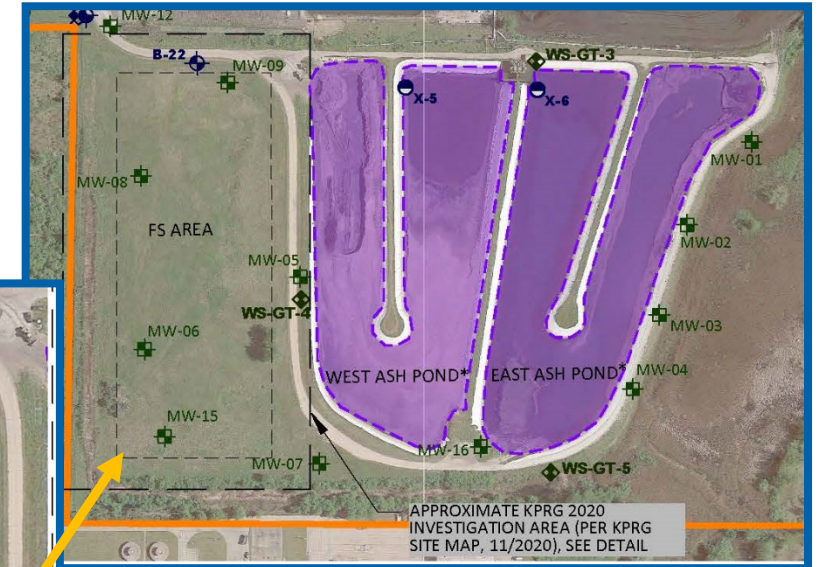 MW-12
B-22
MW-09
WS-GT-3
X-5
X-6
MW-01
MW-08
MW-02
FS AREA
MW-05
WS-GT-4
MW-03
MW-06
WEST ASH POND*
EAST ASH POND*
MW-04
MW-15
MW-07
MW-16
WS-GT-5
APPROXIMATE KPRG 2020
INVESTIGATION AREA (PER KPRG
SITE MAP, 11/2020), SEE DETAIL